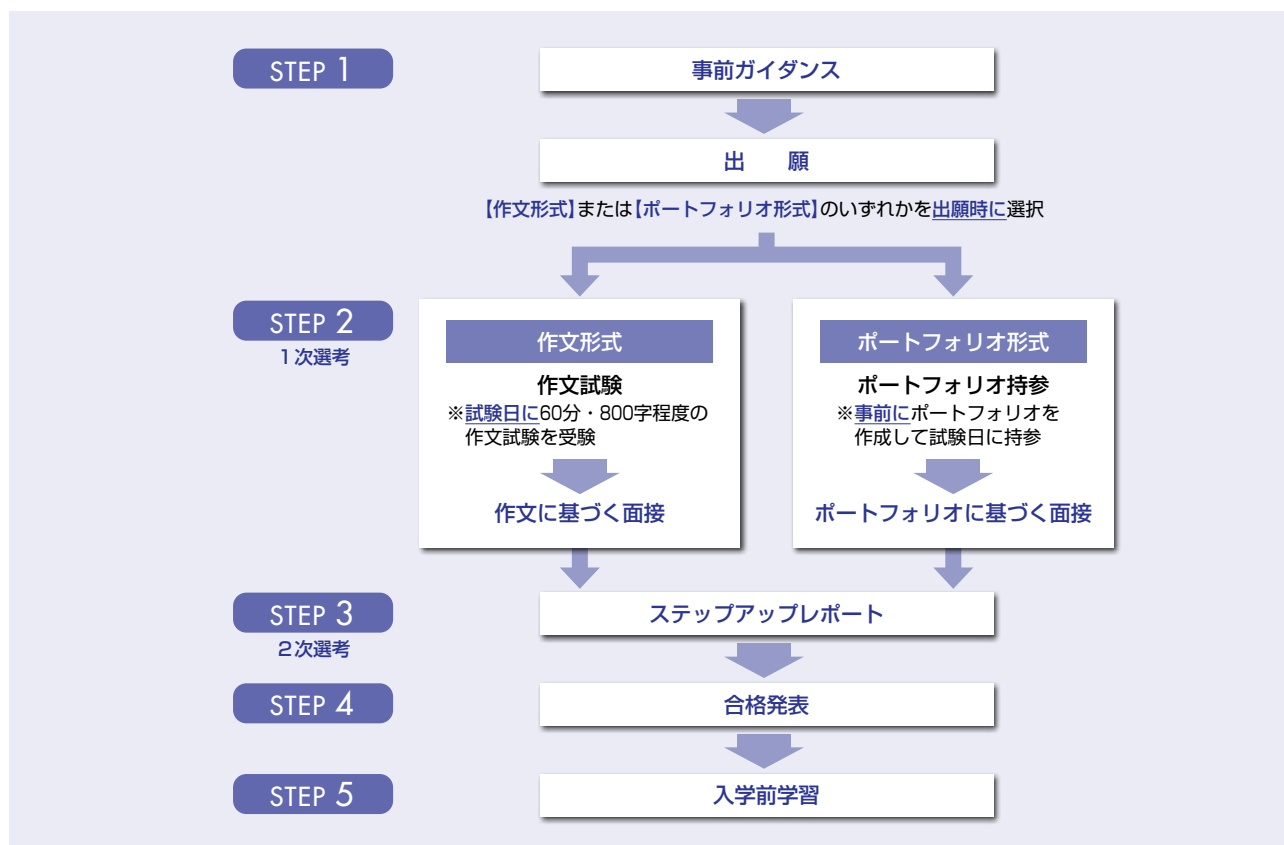 STEP 1
事前ガイダンス
出　願
【作文形式】または【ポートフォリオ形式】のいずれかを出願時に選択
STEP 2
1次選考
作文形式
作文試験
※試験日に60分・800字程度の
作文試験を受験
作文に基づく面接
ポートフォリオ形式
ポートフォリオ持参
※事前にポートフォリオを
作成して試験日に持参
ポートフォリオに基づく面接
STEP 3
2次選考
ステップアップレポート
STEP 4
合格発表
STEP 5
入学前学習